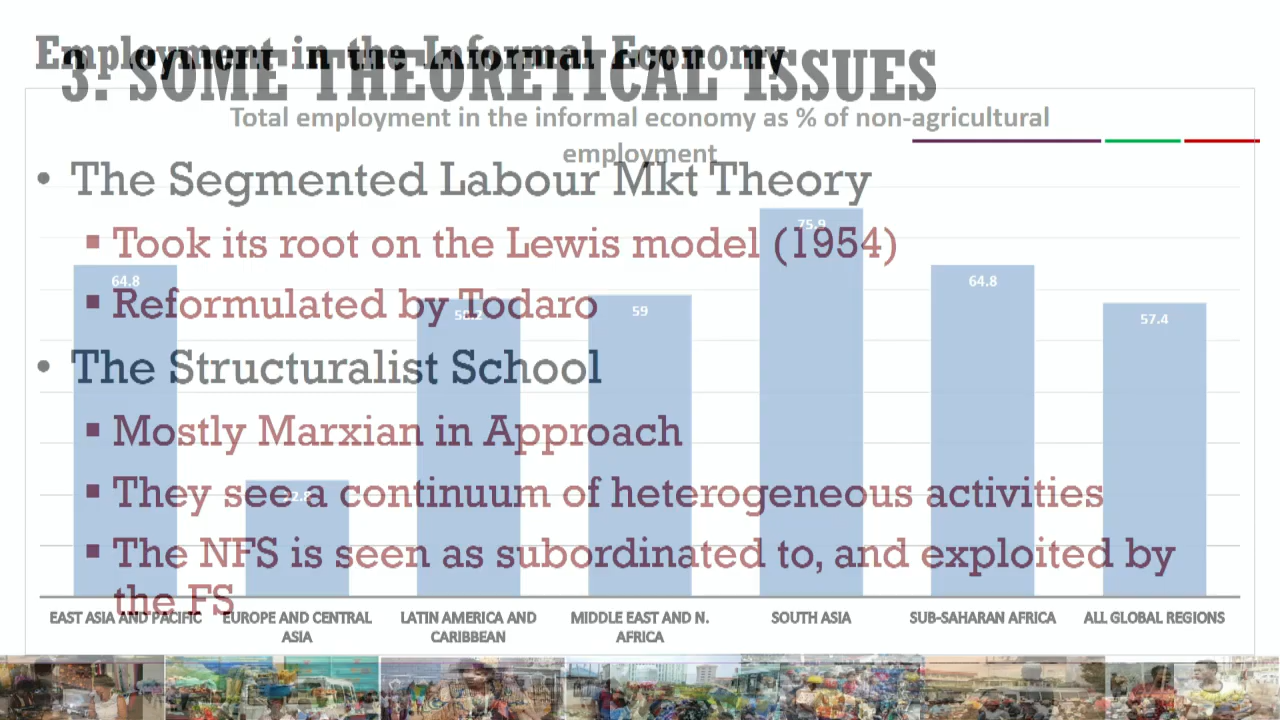 Employment in the Informal Economy
3. SOME THEORETICAL ISSUES
Total employment in the informal economy as % of non-agricultural
employment
• The Segmented Labour Mkt Theory
▪ Took its root on the Lewis model (1954)
▪ Reformulated by Todaro
• The Structuralist School
▪ Mostly Marxian in Approach
▪ They see a continuum of heterogeneous activities
▪ The NFS is seen as subordinated to, and exploited by
the FS
64.8
59
75.9
64.8
57.4
EAST ASIA AND PACIFIC
EUROPE AND CENTRAL
ASIA
LATIN AMERICA AND
CARIBBEAN
MIDDLE EAST AND N.
AFRICA
SOUTH ASIA
SUB-SAHARAN AFRICA
ALL GLOBAL REGIONS